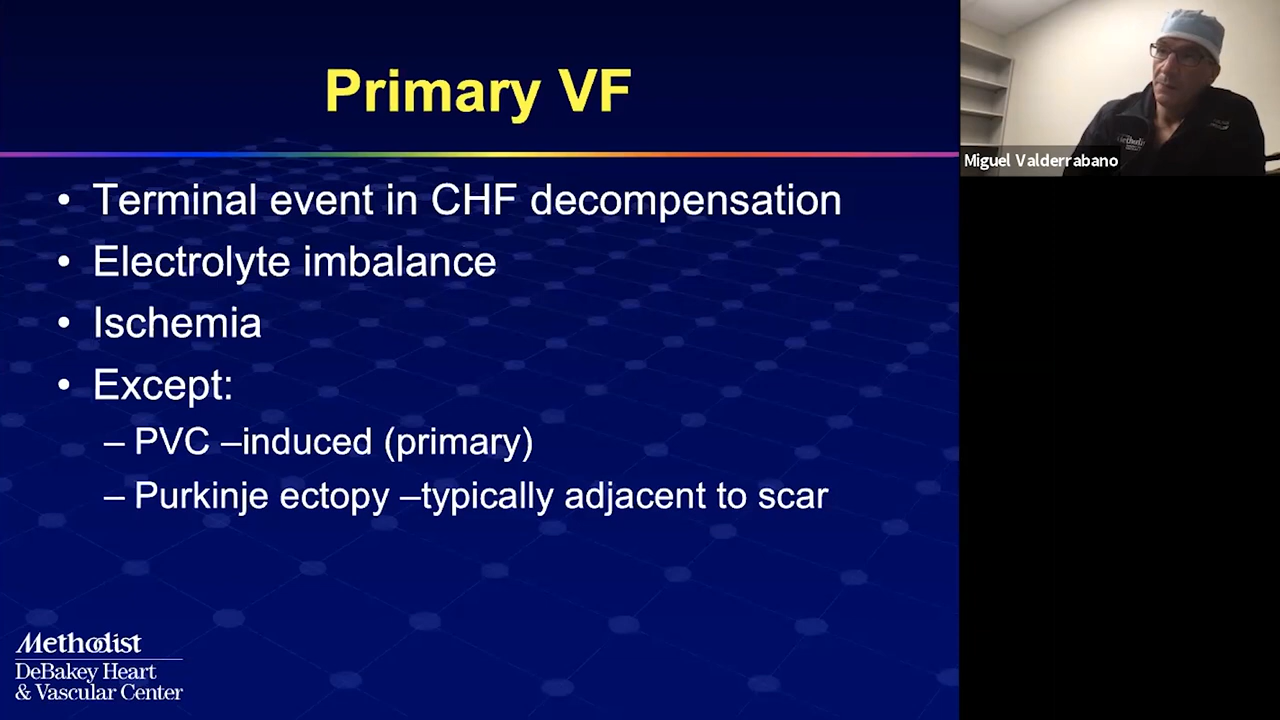 Primary VF
• Terminal event in CHF decompensation
• Electrolyte imbalance
• Ischemia
• Except:
– PVC –induced (primary)
– Purkinje ectopy –typically adjacent to scar
Methodist
DeBakey Heart
& Vascular Center
Miguel Valderrabano
Methodist